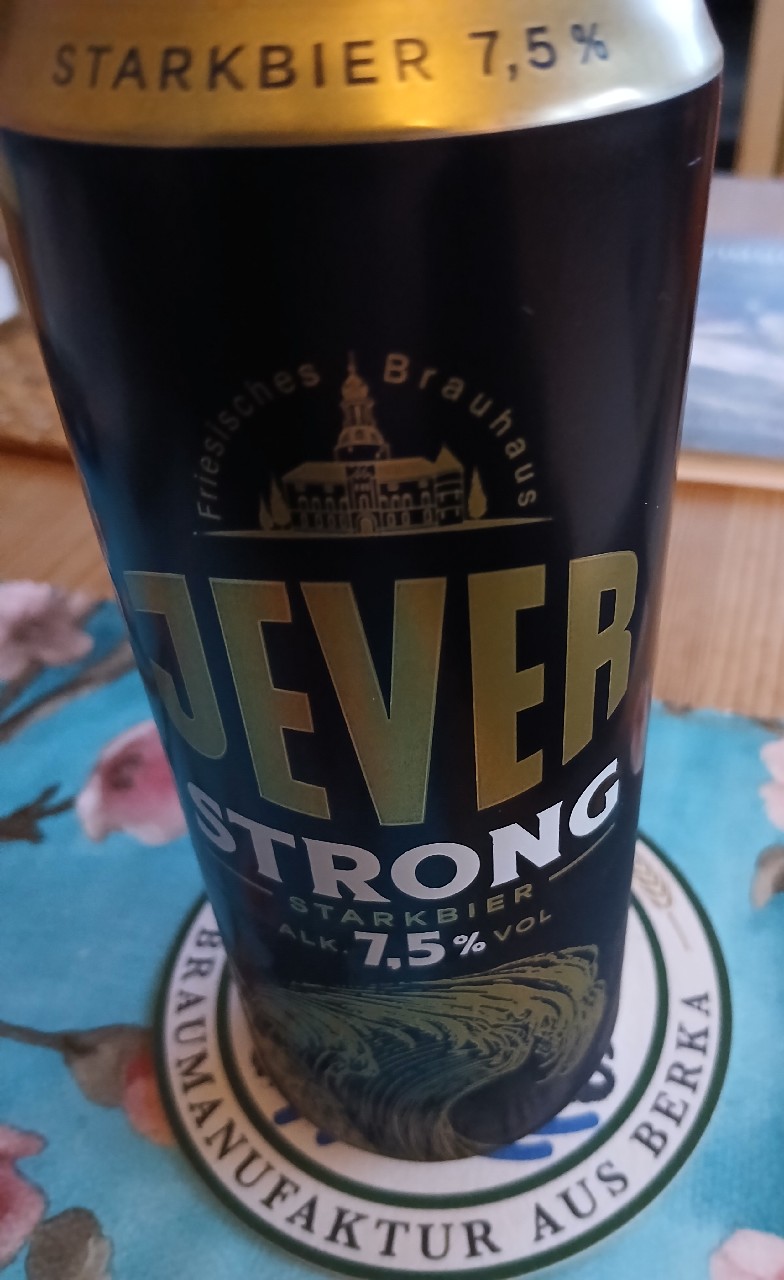 STARKBIER 7,5%
Friesisches Brauhaus
JEVER
STRONG
STARKBIER
ALK. 7,5% VOL
BRAUMANUFAKTUR AUS BERKA